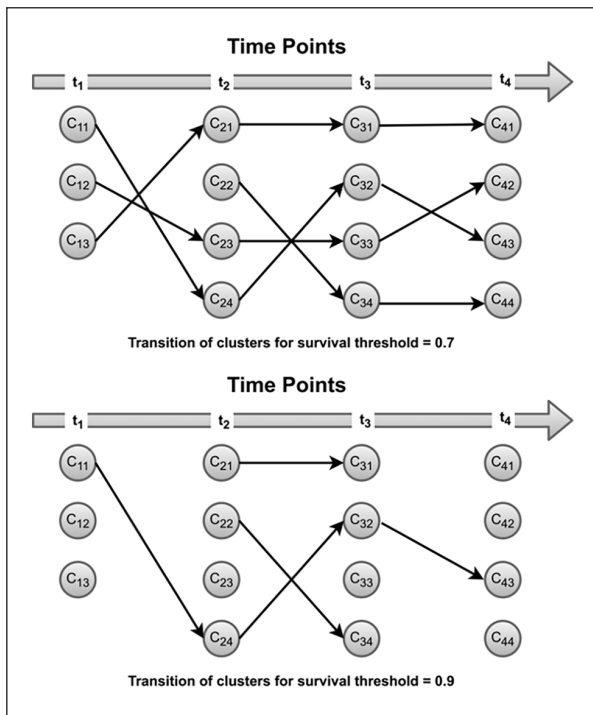 Time Points
t1 t2 t3 t4
C11 C21 C31 C41
C12 C22 C32 C42
C13 C23 C33 C43
C24 C34 C44
Transition of clusters for survival threshold = 0.7
Time Points
t1 t2 t3 t4
C11 C21 C31 C41
C12 C22 C32 C42
C13 C23 C33 C43
C24 C34 C44
Transition of clusters for survival threshold = 0.9